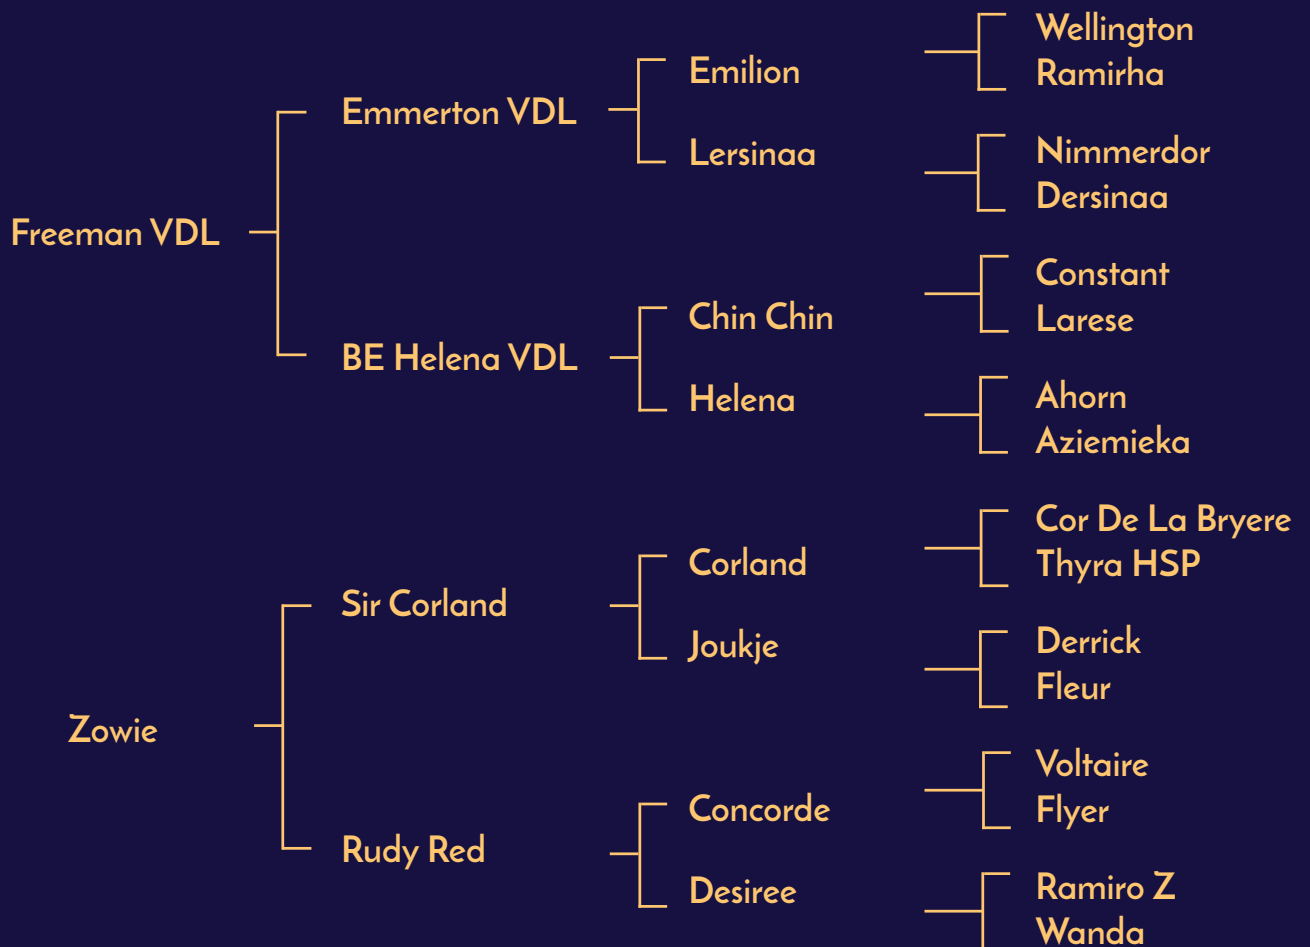 Freeman VDL
Emmerton VDL
Emilion
Wellington
Ramirha
Lersinaa
Nimmerdor
Dersinaa
BE Helena VDL
Chin Chin
Constant
Larese
Helena
Ahorn
Aziemieka
Zowie
Sir Corland
Corland
Cor De La Bryere
Thyra HSP
Joukje
Derrick
Fleur
Rudy Red
Concorde
Voltaire
Flyer
Desiree
Ramiro Z
Wanda